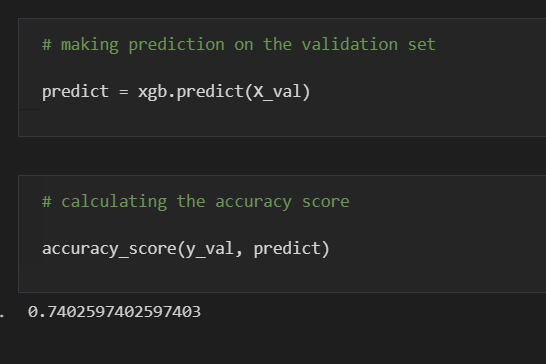 # making prediction on the validation set
predict = xgb.predict(X_val)
# calculating the accuracy score
accuracy_score(y_val, predict)
0.7402597402597403